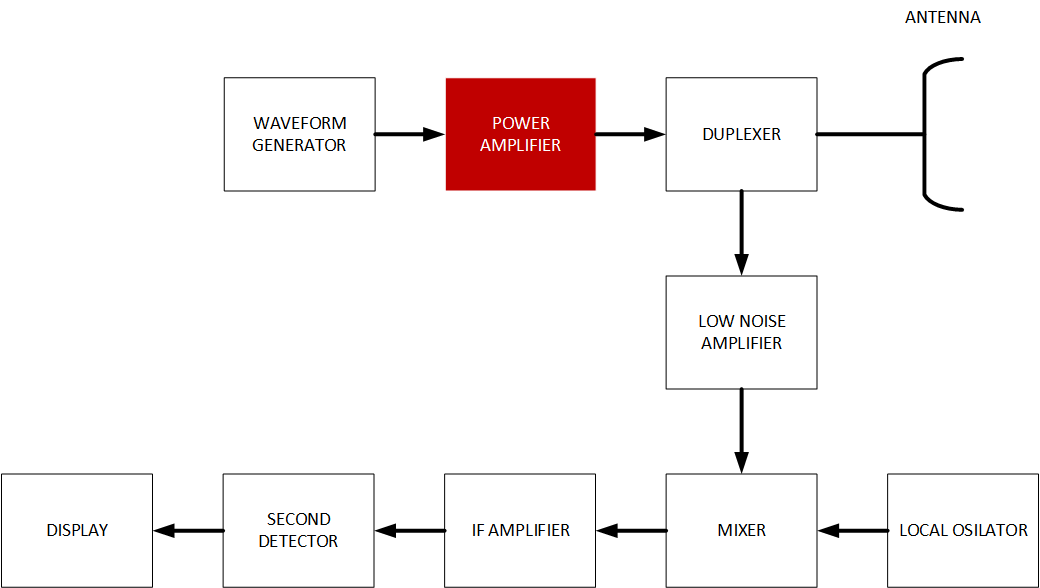 ANTENNA
WAVEFORM
GENERATOR
POWER
AMPLIFIER
DUPLEXER
LOW NOISE
AMPLIFIER
DISPLAY
SECOND
DETECTOR
IF AMPLIFIER
MIXER
LOCAL OSILATOR